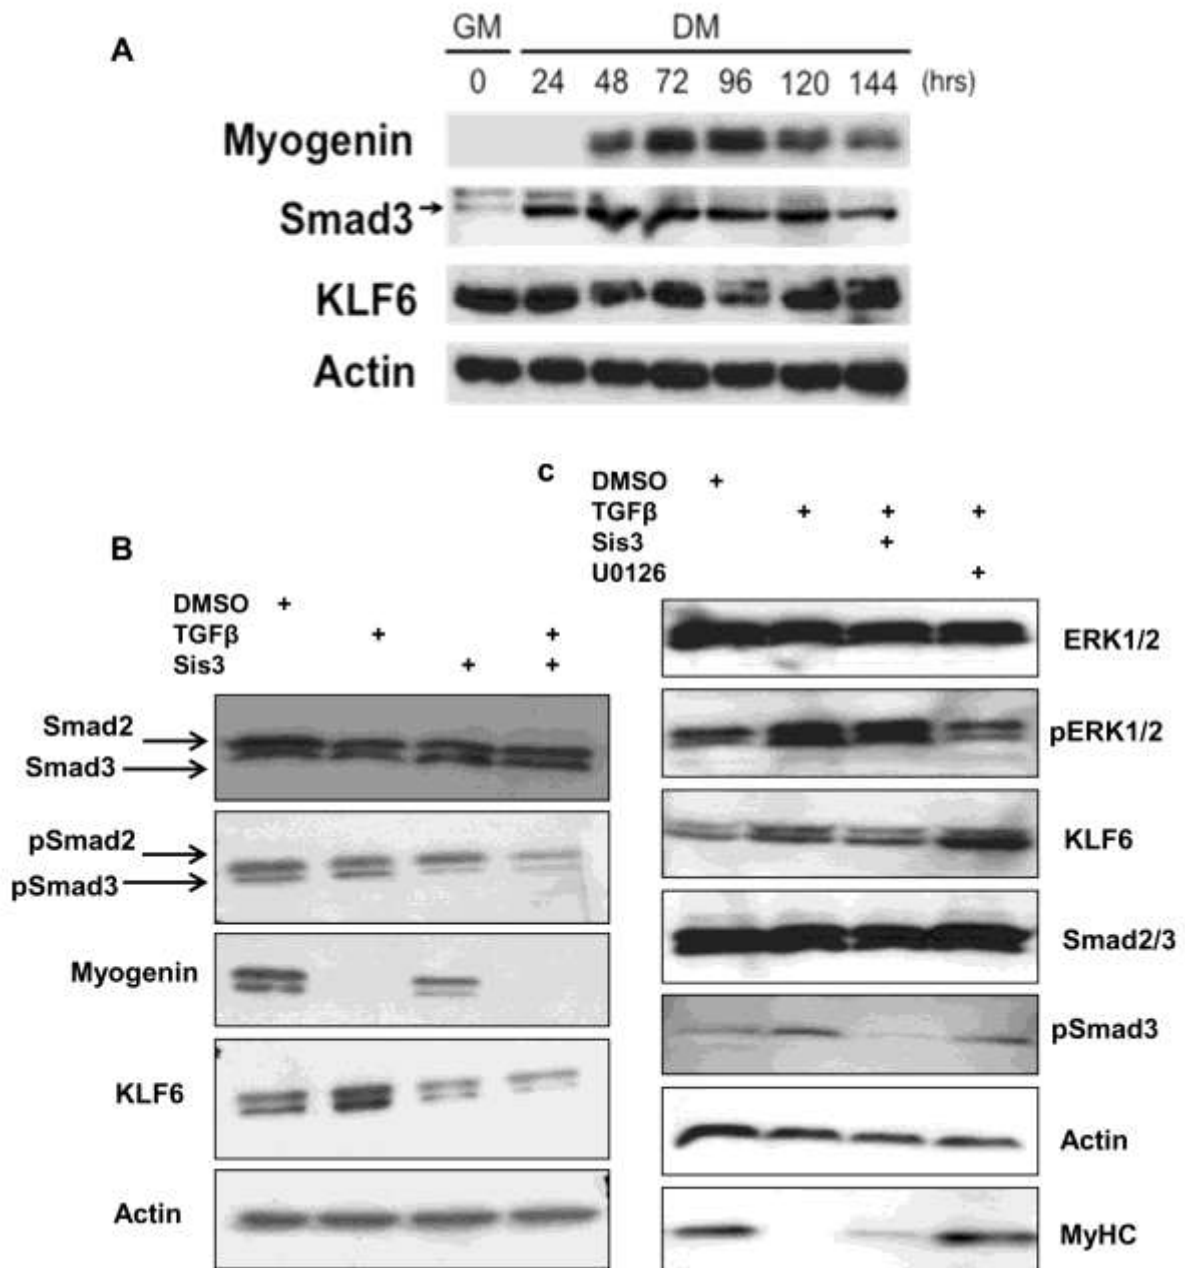 A
GM DM
0 24 48 72 96 120 144 (hrs)
Myogenin
Smad3
KLF6
Actin
B
DMSO +
TGFβ + +
Sis3 + +
Smad2
Smad3
pSmad2
pSmad3
Myogenin
KLF6
Actin
c
DMSO +
TGFβ + + +
Sis3 +
U0126 +
ERK1/2
pERK1/2
KLF6
Smad2/3
pSmad3
Actin
MyHC